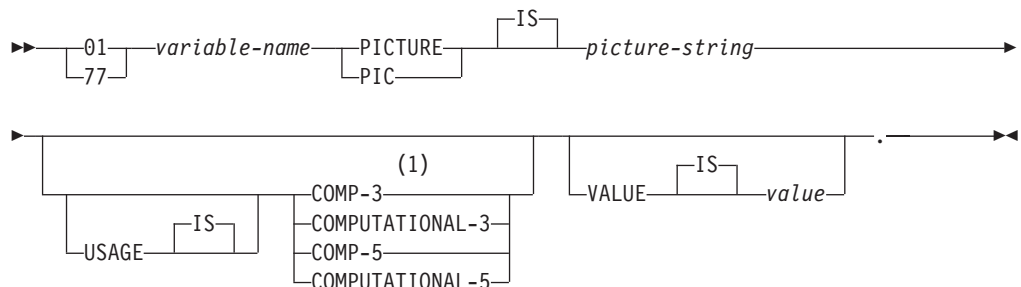 IS
01 variable-name PICTURE picture-string
77 PIC
(1) IS
COMP-3 VALUE value .
IS COMPUTATIONAL-3
USAGE COMP-5
COMPUTATIONAL-5